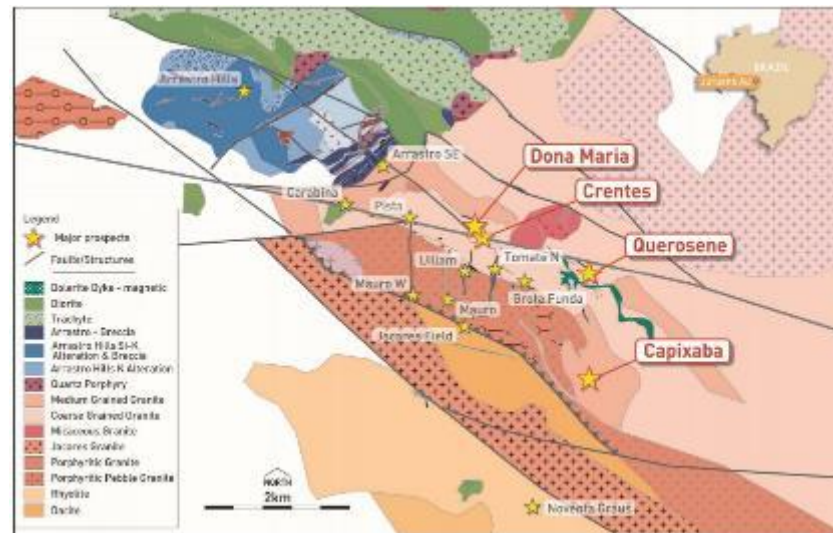 BRAZIL
Arrastro Hills
Arrastro SE
Dona Maria
Carabina
Crentes
Pista
Querosene
Liliam
Tomate N
Mauro W
Mauro
Brota Funda
Jacares Field
Capixaba
Noventa Graus
NORTH
2km
Legend
Major prospects
Faults/Structures
Dolerite Dyke - magnetic
Diorite
Trachyte
Arrastro - Breccia
Arrastro Hills Si-K
Alteration & Breccia
Arrastro Hills K Alteration
Quartz Porphyry
Medium Grained Granite
Coarse Grained Granite
Micaceous Granite
Jacares Granite
Porphyritic Granite
Porphyritic Pebble Granite
Rhyolite
Dacite